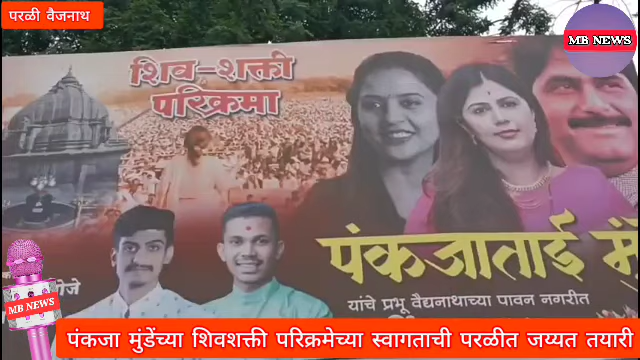 परळी वैजनाथ
MB NEWS
शिव-शक्ती
परिक्रमा
पंकजाताई मुं
यांचे प्रभू वैद्यनाथाच्या पावन नगरीत
MB NEWS
पंकजा मुंडेंच्या शिवशक्ती परिक्रमेच्या स्वागताची परळीत जय्यत तयारी